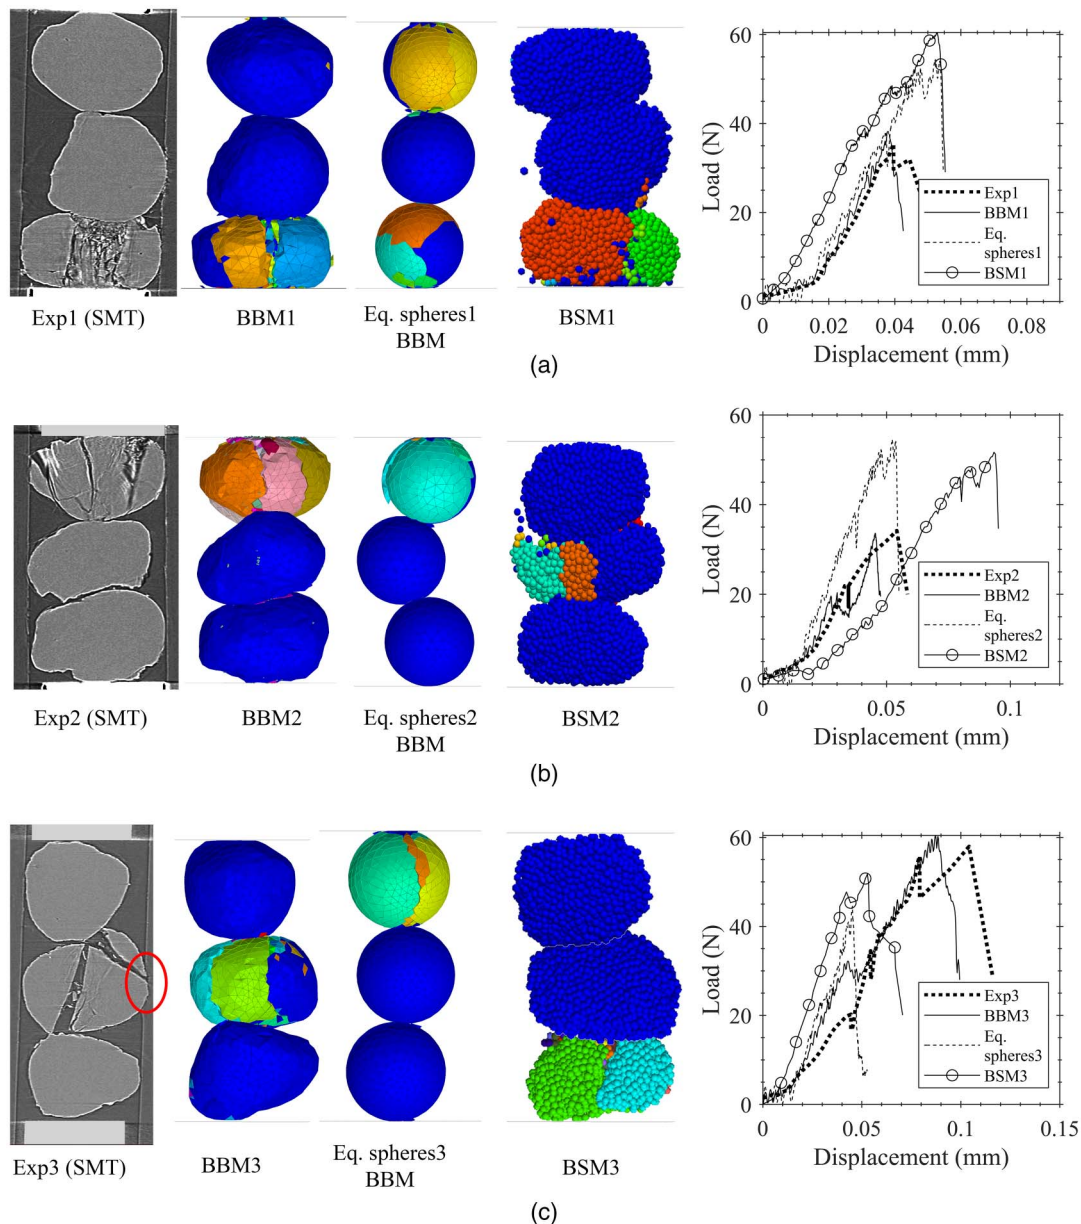 Exp1 (SMT)
BBM1
Eq. spheres1
BBM
BSM1
60
40
20
0
Load (N)
0 0.02 0.04 0.06 0.08
Displacement (mm)
Exp1
BBM1
Eq.
spheres1
BSM1
(a)
Exp2 (SMT)
BBM2
Eq. spheres2
BBM
BSM2
60
40
20
0
Load (N)
0 0.05 0.1
Displacement (mm)
Exp2
BBM2
Eq.
spheres2
BSM2
(b)
Exp3 (SMT)
BBM3
Eq. spheres3
BBM
BSM3
60
40
20
0
Load (N)
0 0.05 0.1 0.15
Displacement (mm)
Exp3
BBM3
Eq.
spheres3
BSM3
(c)